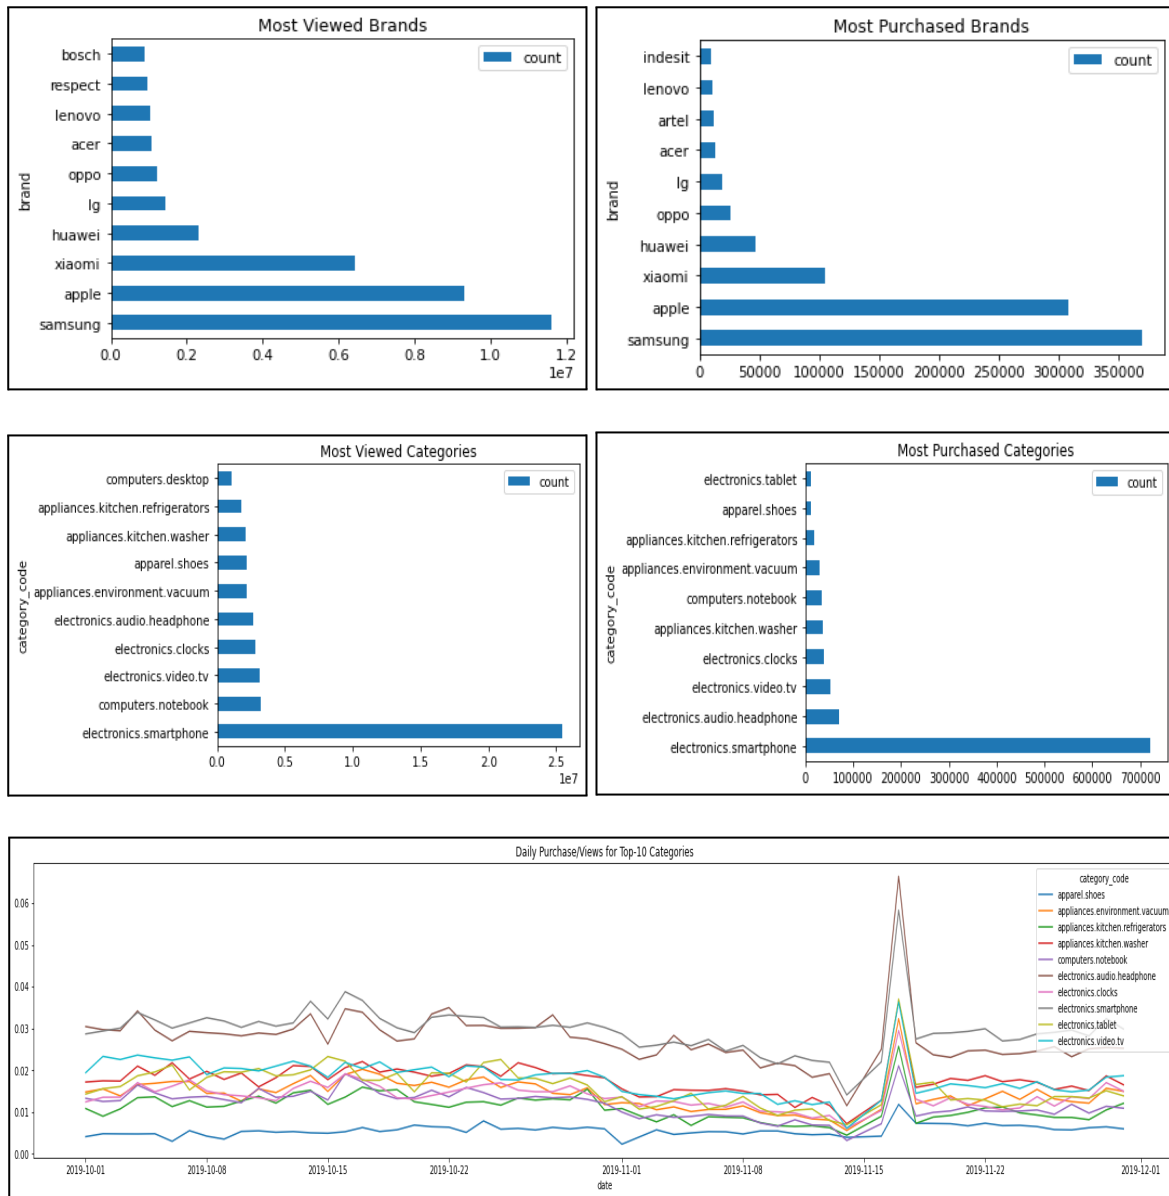 Most Viewed Brands
count
brand
bosch
respect
lenovo
acer
oppo
lg
huawei
xiaomi
apple
samsung
0.0 0.2 0.4 0.6 0.8 1.0 1.2
1e7
Most Purchased Brands
count
brand
indesit
lenovo
artel
acer
lg
oppo
huawei
xiaomi
apple
samsung
0 50000 100000 150000 200000 250000 300000 350000
Most Viewed Categories
count
category_code
computers.desktop
appliances.kitchen.refrigerators
appliances.kitchen.washer
apparel.shoes
appliances.environment.vacuum
electronics.audio.headphone
electronics.clocks
electronics.video.tv
computers.notebook
electronics.smartphone
0.0 0.5 1.0 1.5 2.0 2.5
1e7
Most Purchased Categories
count
category_code
electronics.tablet
apparel.shoes
appliances.kitchen.refrigerators
appliances.environment.vacuum
computers.notebook
appliances.kitchen.washer
electronics.clocks
electronics.video.tv
electronics.audio.headphone
electronics.smartphone
0 100000 200000 300000 400000 500000 600000 700000
Daily Purchase/Views for Top-10 Categories
category_code
apparel.shoes
appliances.environment.vacuum
appliances.kitchen.refrigerators
appliances.kitchen.washer
computers.notebook
electronics.audio.headphone
electronics.clocks
electronics.smartphone
electronics.tablet
electronics.video.tv
0.06
0.05
0.04
0.03
0.02
0.01
0.00
2019-10-01 2019-10-08 2019-10-15 2019-10-22 2019-11-01 2019-11-08 2019-11-15 2019-11-22 2019-12-01
date